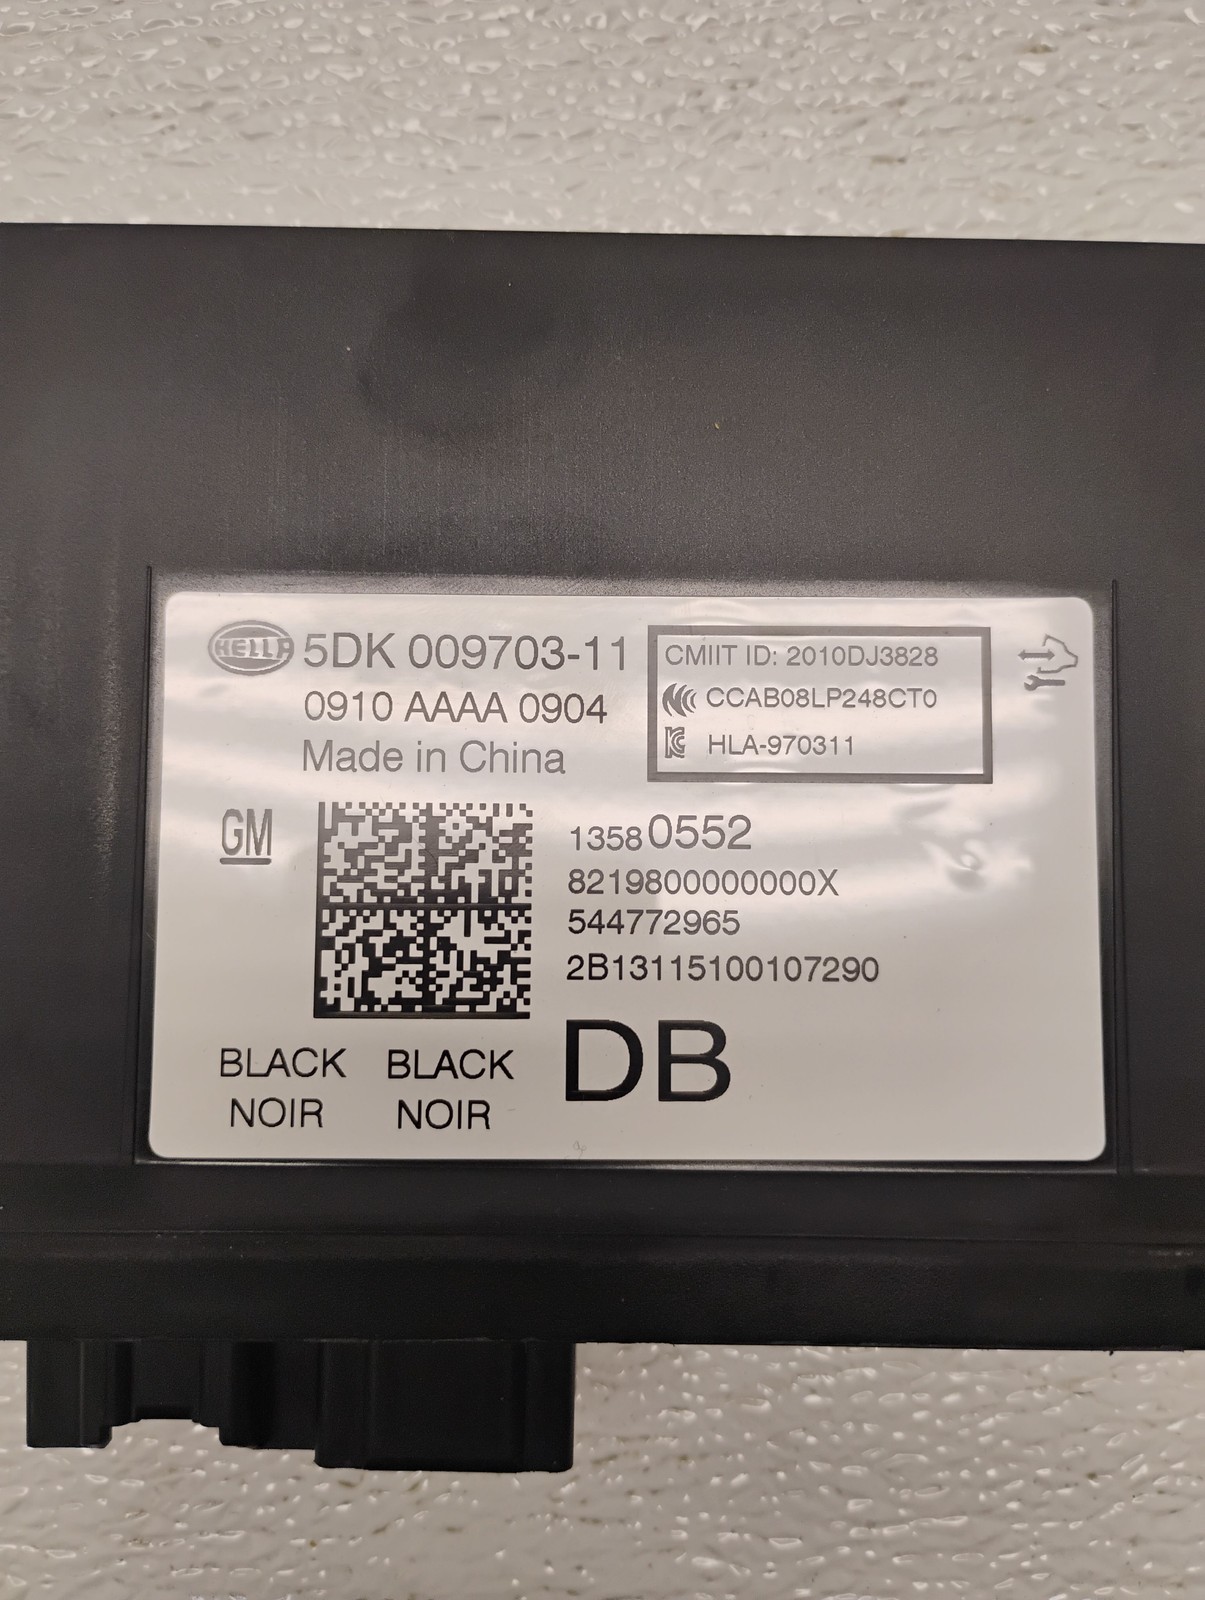 HELLA 5DK 009703-11
0910 AAAA 0904
Made in China
CMIIT ID: 2010DJ3828
CCAB08LP248CT0
HLA-970311
GM
13580552
8219800000000X
544772965
2B13115100107290
DB
BLACK BLACK
NOIR NOIR